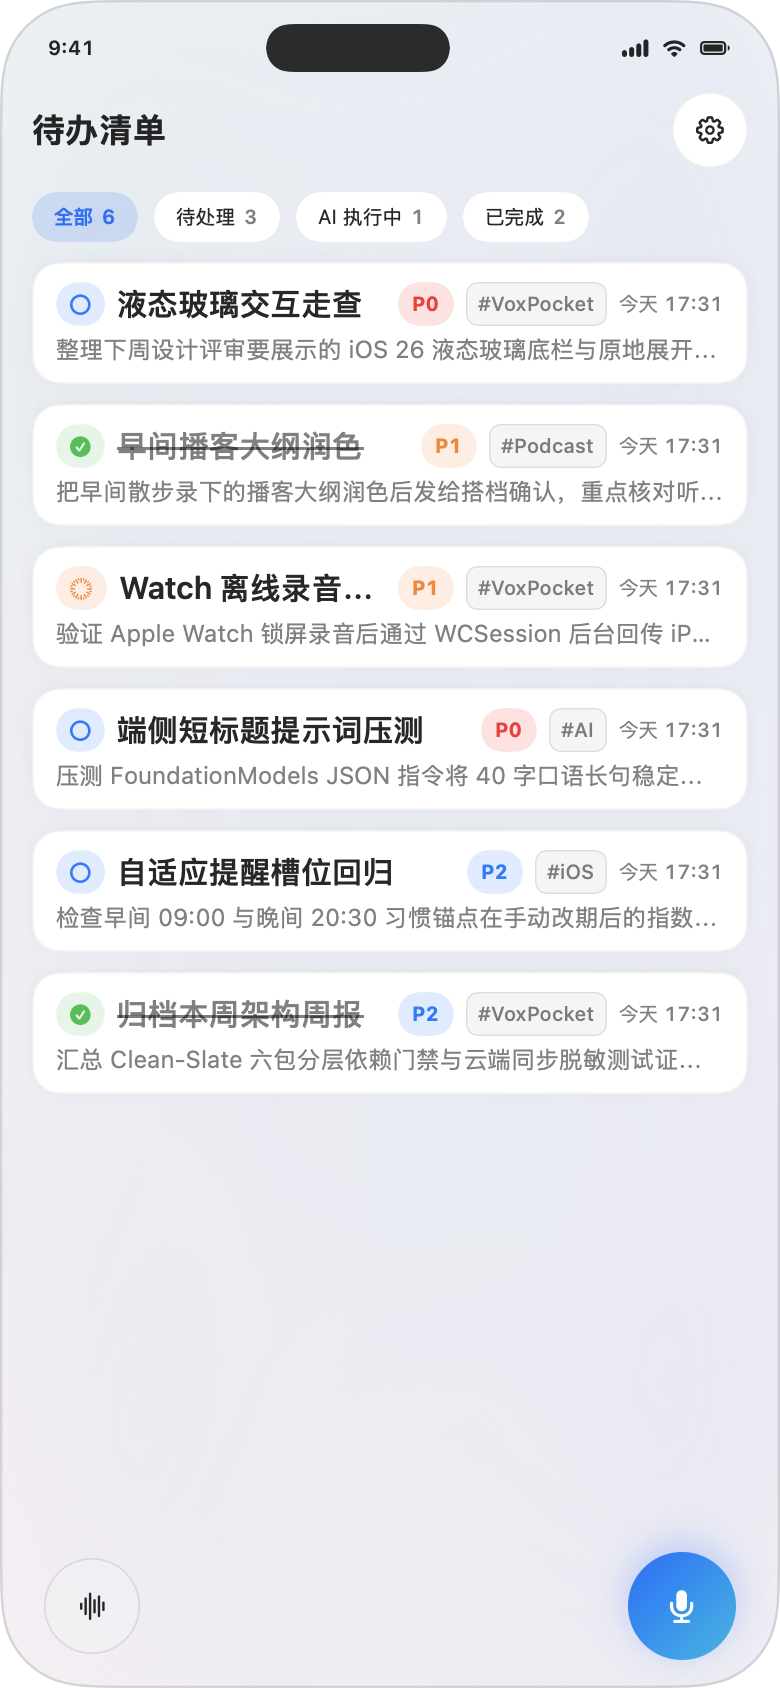 9:41
待办清单
全部 6 待处理 3 AI 执行中 1 已完成 2
液态玻璃交互走查 P0 #VoxPocket 今天 17:31
整理下周设计评审要展示的 iOS 26 液态玻璃底栏与原地展开...
早间播客大纲润色 P1 #Podcast 今天 17:31
把早间散步录下的播客大纲润色后发给搭档确认，重点核对听...
Watch 离线录音... P1 #VoxPocket 今天 17:31
验证 Apple Watch 锁屏录音后通过 WCSession 后台回传 iP...
端侧短标题提示词压测 P0 #AI 今天 17:31
压测 FoundationModels JSON 指令将 40 字口语长句稳定...
自适应提醒槽位回归 P2 #iOS 今天 17:31
检查早间 09:00 与晚间 20:30 习惯锚点在手动改期后的指数...
归档本周架构周报 P2 #VoxPocket 今天 17:31
汇总 Clean-Slate 六包分层依赖门禁与云端同步脱敏测试证...